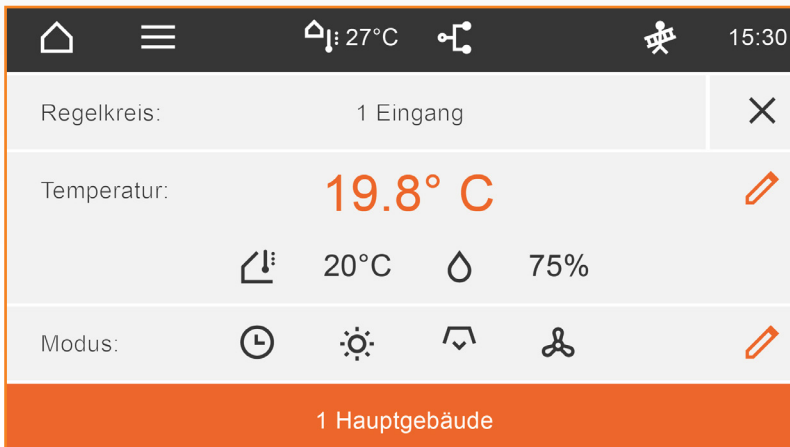 27°C 15:30
Regelkreis: 1 Eingang
Temperatur: 19.8° C
20°C 75%
Modus:
1 Hauptgebäude